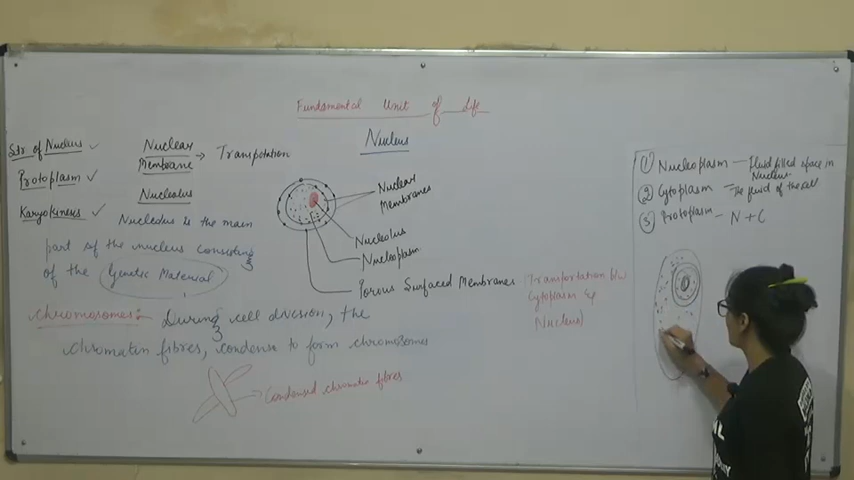 Fundamental Unit of Life
Nucleus
Str. of Nucleus
Protoplasm
Karyokinesis
Nuclear
Membrane → Transpotation
Nucleolus
Nucleolus is the main
part of the nucleus consisting
of the Genetic Material
Chromosomes:- During cell division, the
chromatin fibres, condense to form chromosomes
Condensed chromatin fibres
Nuclear
Membranes
Nucleolus
Nucleoplasm
Porous Surfaced Membranes
Transportation b/w
Cytoplasm &
Nucleus
① Nucleoplasm - Fluid filled space in
Nucleus
② Cytoplasm - The fluid of the cell
③ Protoplasm - N + C